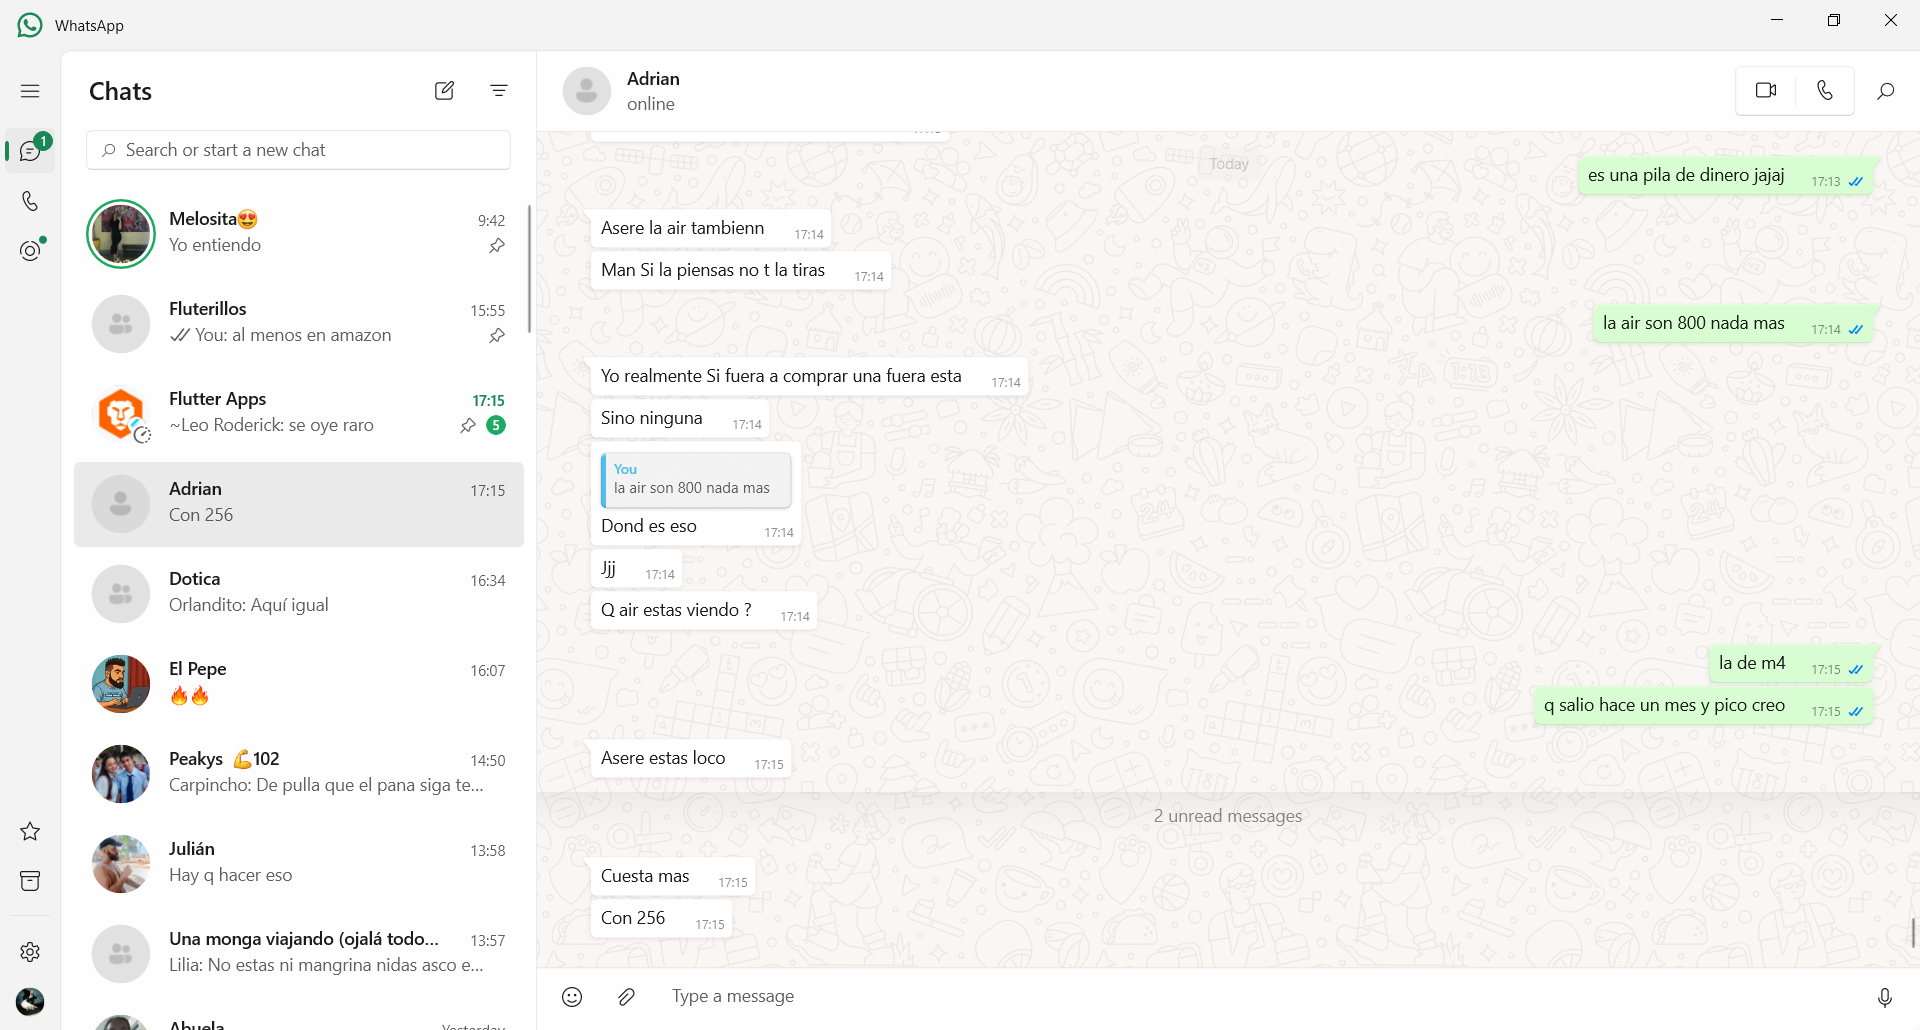 WhatsApp
Chats
Search or start a new chat
1
Melosita😍
9:42
Yo entiendo
Fluterillos
15:55
You: al menos en amazon
Flutter Apps
17:15
~Leo Roderick: se oye raro
5
Adrian
17:15
Con 256
Dotica
16:34
Orlandito: Aquí igual
El Pepe
16:07
🔥🔥
Peakys 💪102
14:50
Carpincho: De pulla que el pana siga te...
Julián
13:58
Hay q hacer eso
Una monga viajando (ojalá todo...
13:57
Lilia: No estas ni mangrina nidas asco e...
Abuela
Yesterday
Adrian
online
Today
es una pila de dinero jajaj 17:13
Asere la air tambienn 17:14
Man Si la piensas no t la tiras 17:14
la air son 800 nada mas 17:14
Yo realmente Si fuera a comprar una fuera esta 17:14
Sino ninguna 17:14
You
la air son 800 nada mas
Dond es eso 17:14
Jjj 17:14
Q air estas viendo ? 17:14
la de m4 17:15
q salio hace un mes y pico creo 17:15
Asere estas loco 17:15
2 unread messages
Cuesta mas 17:15
Con 256 17:15
Type a message